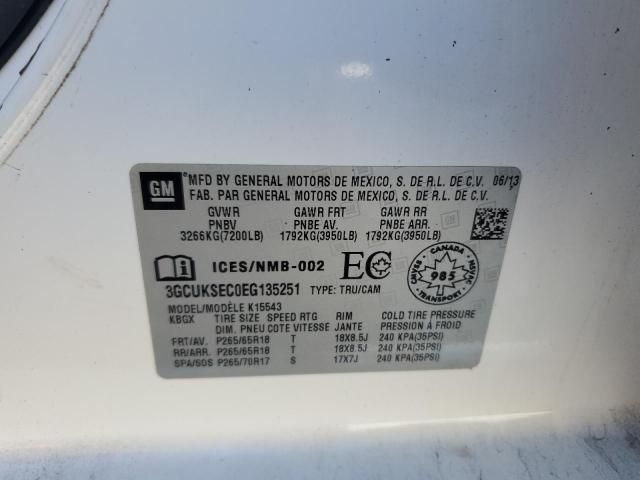 GM
MFD BY GENERAL MOTORS DE MEXICO, S. DE R.L. DE C.V. 06/13
FAB. PAR GENERAL MOTORS DE MEXICO, S. DE R.L. DE C.V.
GVWR GAWR FRT GAWR RR
PNBV PNBE AV. PNBE ARR.
3266KG(7200LB) 1792KG(3950LB) 1792KG(3950LB)
ICES/NMB-002 EC
CANADA
NSVAC
985
CMVSS
TRANSPORT
3GCUKSEC0EG135251 TYPE: TRU/CAM
MODEL/MODÈLE K15543
KBGX TIRE SIZE SPEED RTG RIM COLD TIRE PRESSURE
DIM. PNEU COTE VITESSE JANTE PRESSION À FROID
FRT/AV. P265/65R18 T 18X8.5J 240 KPA(35PSI)
RR/ARR. P265/65R18 T 18X8.5J 240 KPA(35PSI)
SPA/SOS P265/70R17 S 17X7J 240 KPA(35PSI)